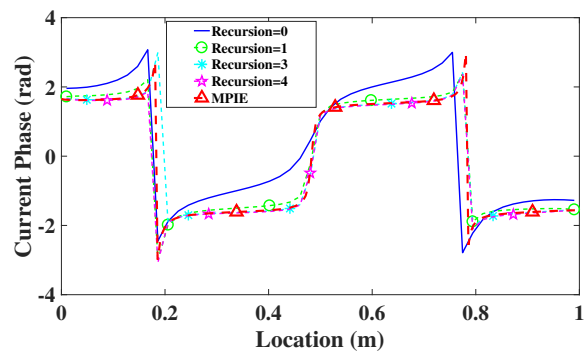 4
2
0
-2
-4
Current Phase (rad)
Recursion=0
Recursion=1
Recursion=3
Recursion=4
MPIE
0
0.2
0.4
0.6
0.8
1
Location (m)